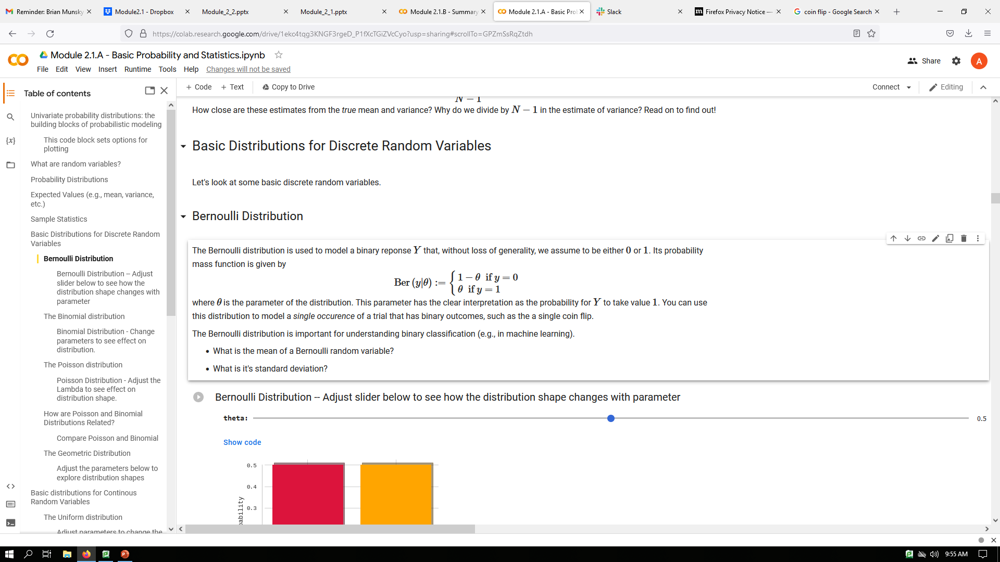 Reminder: Brian Munsky
Module2.1 - Dropbox
Module_2_2.pptx
Module_2_1.pptx
Module 2.1.B - Summary
Module 2.1.A - Basic Pro
Slack
Firefox Privacy Notice —
coin flip - Google Search
https://colab.research.google.com/drive/1ekc4tqg3KNGF3rgeD_P1fXcTGiZVcCyo?usp=sharing#scrollTo=GPZmSsRqZtdh
Module 2.1.A - Basic Probability and Statistics.ipynb
File Edit View Insert Runtime Tools Help Changes will not be saved
Share
A
Table of contents
+ Code + Text Copy to Drive
Connect
Editing
Univariate probability distributions: the
building blocks of probabilistic modeling
This code block sets options for
plotting
What are random variables?
Probability Distributions
Expected Values (e.g., mean, variance,
etc.)
Sample Statistics
Basic Distributions for Discrete Random
Variables
Bernoulli Distribution
Bernoulli Distribution -- Adjust
slider below to see how the
distribution shape changes with
parameter
The Binomial distribution
Binomial Distribution - Change
parameters to see effect on
distribution.
The Poisson distribution
Poisson Distribution - Adjust the
Lambda to see effect on
distribution shape.
How are Poisson and Binomial
Distributions Related?
Compare Poisson and Binomial
The Geometric Distribution
Adjust the parameters below to
explore distribution shapes
Basic distributions for Continous
Random Variables
The Uniform distribution
Adjust parameters to change the
N − 1
How close are these estimates from the true mean and variance? Why do we divide by N − 1 in the estimate of variance? Read on to find out!
Basic Distributions for Discrete Random Variables
Let's look at some basic discrete random variables.
Bernoulli Distribution
The Bernoulli distribution is used to model a binary reponse Y that, without loss of generality, we assume to be either 0 or 1. Its probability
mass function is given by
Ber (y|θ) := { 1 − θ if y = 0
θ if y = 1
where θ is the parameter of the distribution. This parameter has the clear interpretation as the probability for Y to take value 1. You can use
this distribution to model a single occurence of a trial that has binary outcomes, such as the a single coin flip.
The Bernoulli distribution is important for understanding binary classification (e.g., in machine learning).
• What is the mean of a Bernoulli random variable?
• What is it's standard deviation?
Bernoulli Distribution -- Adjust slider below to see how the distribution shape changes with parameter
theta: 0.5
Show code
0.5
0.4
0.3
9:55 AM